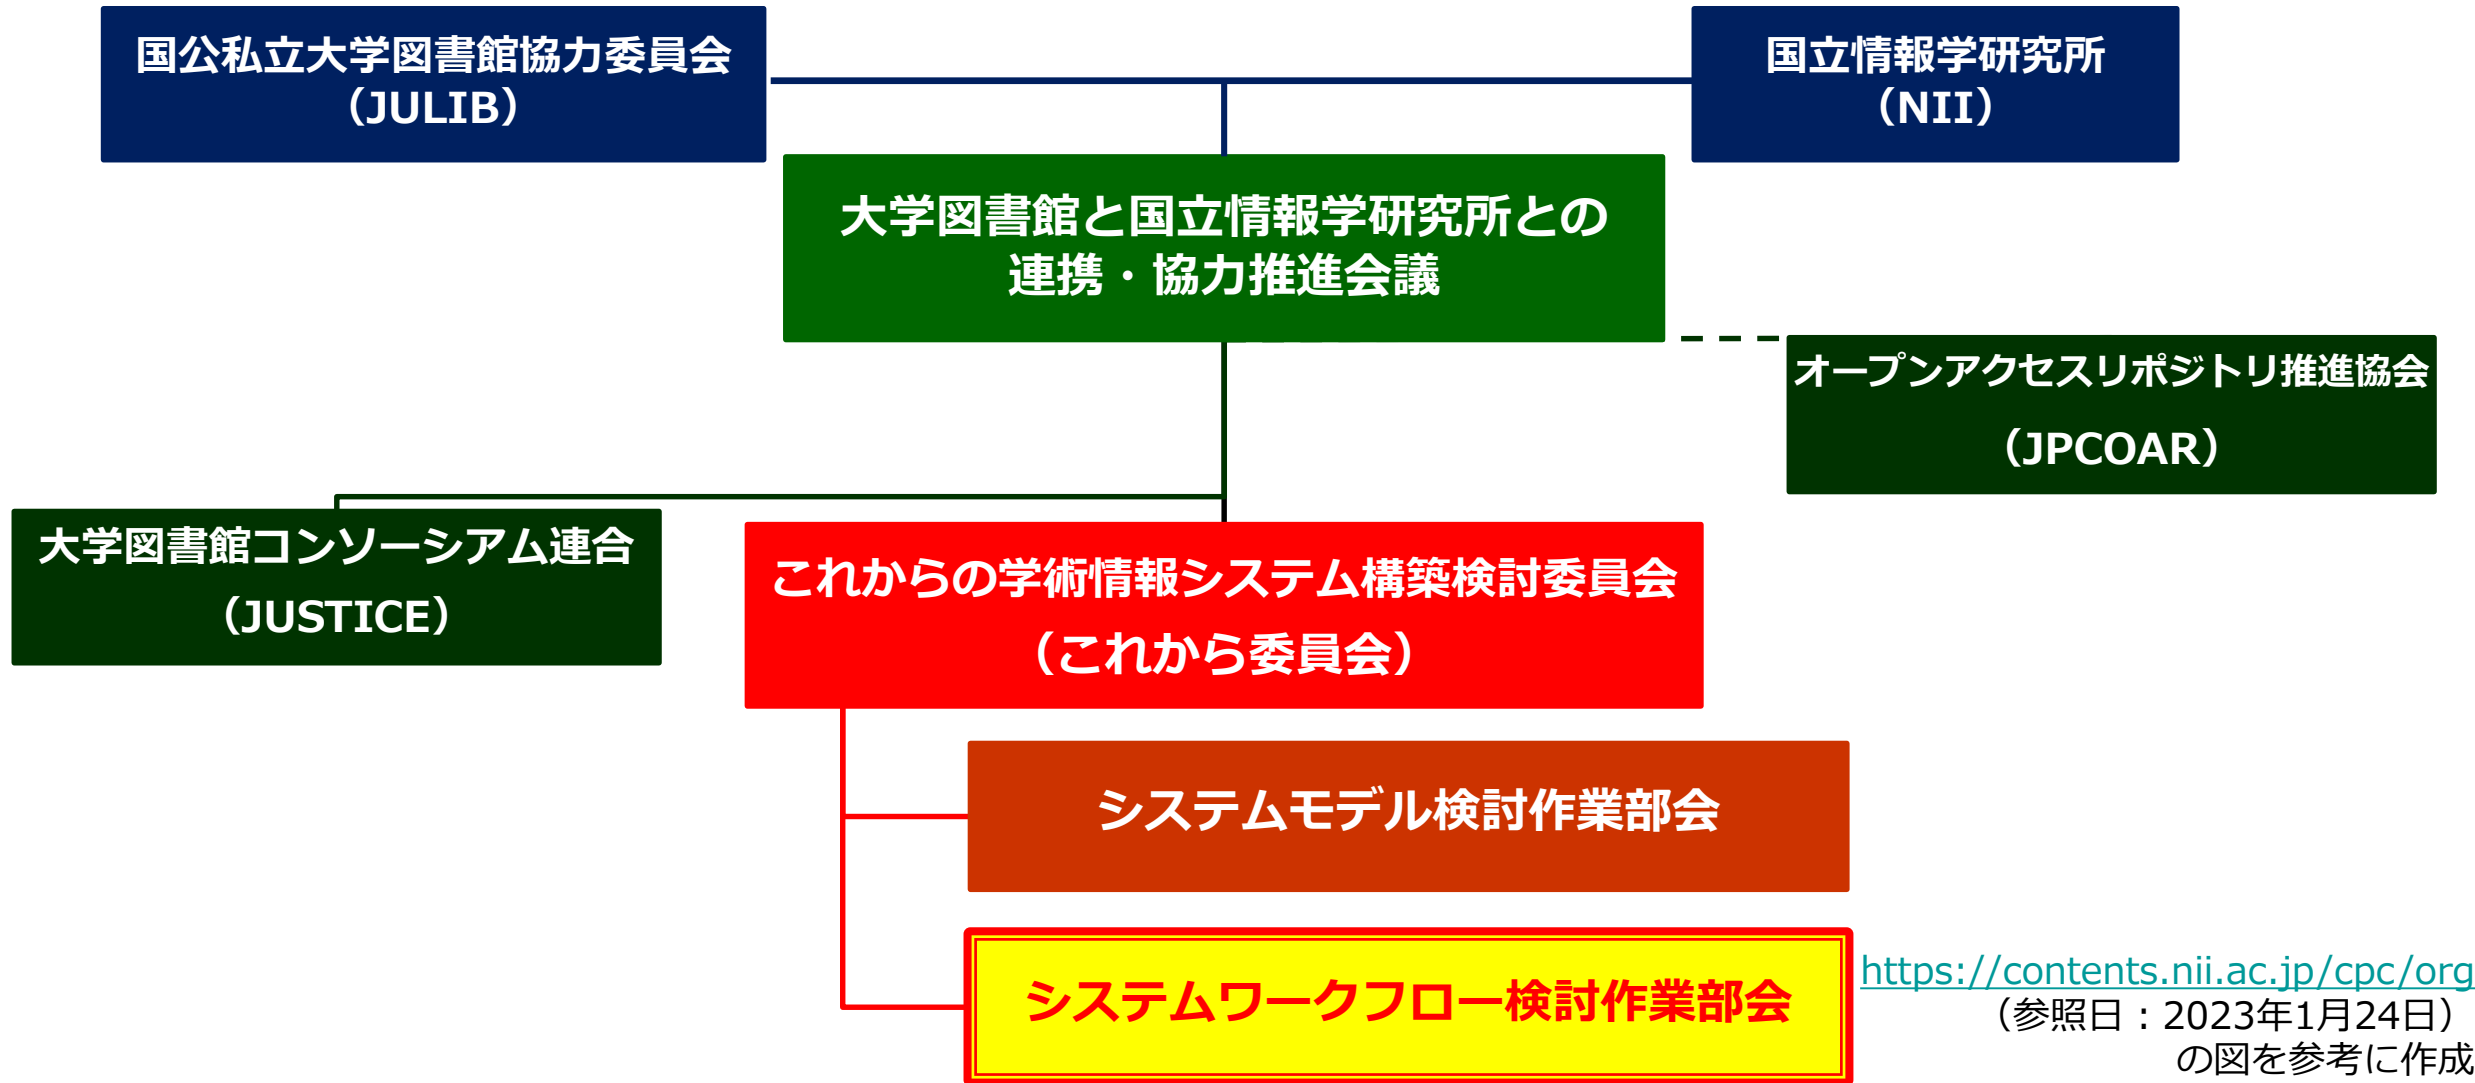 国公私立大学図書館協力委員会
（JULIB）
国立情報学研究所
（NII）
大学図書館と国立情報学研究所との
連携・協力推進会議
オープンアクセスリポジトリ推進協会
（JPCOAR）
大学図書館コンソーシアム連合
（JUSTICE）
これからの学術情報システム構築検討委員会
（これから委員会）
システムモデル検討作業部会
システムワークフロー検討作業部会
https://contents.nii.ac.jp/cpc/org
（参照日：2023年1月24日）
の図を参考に作成